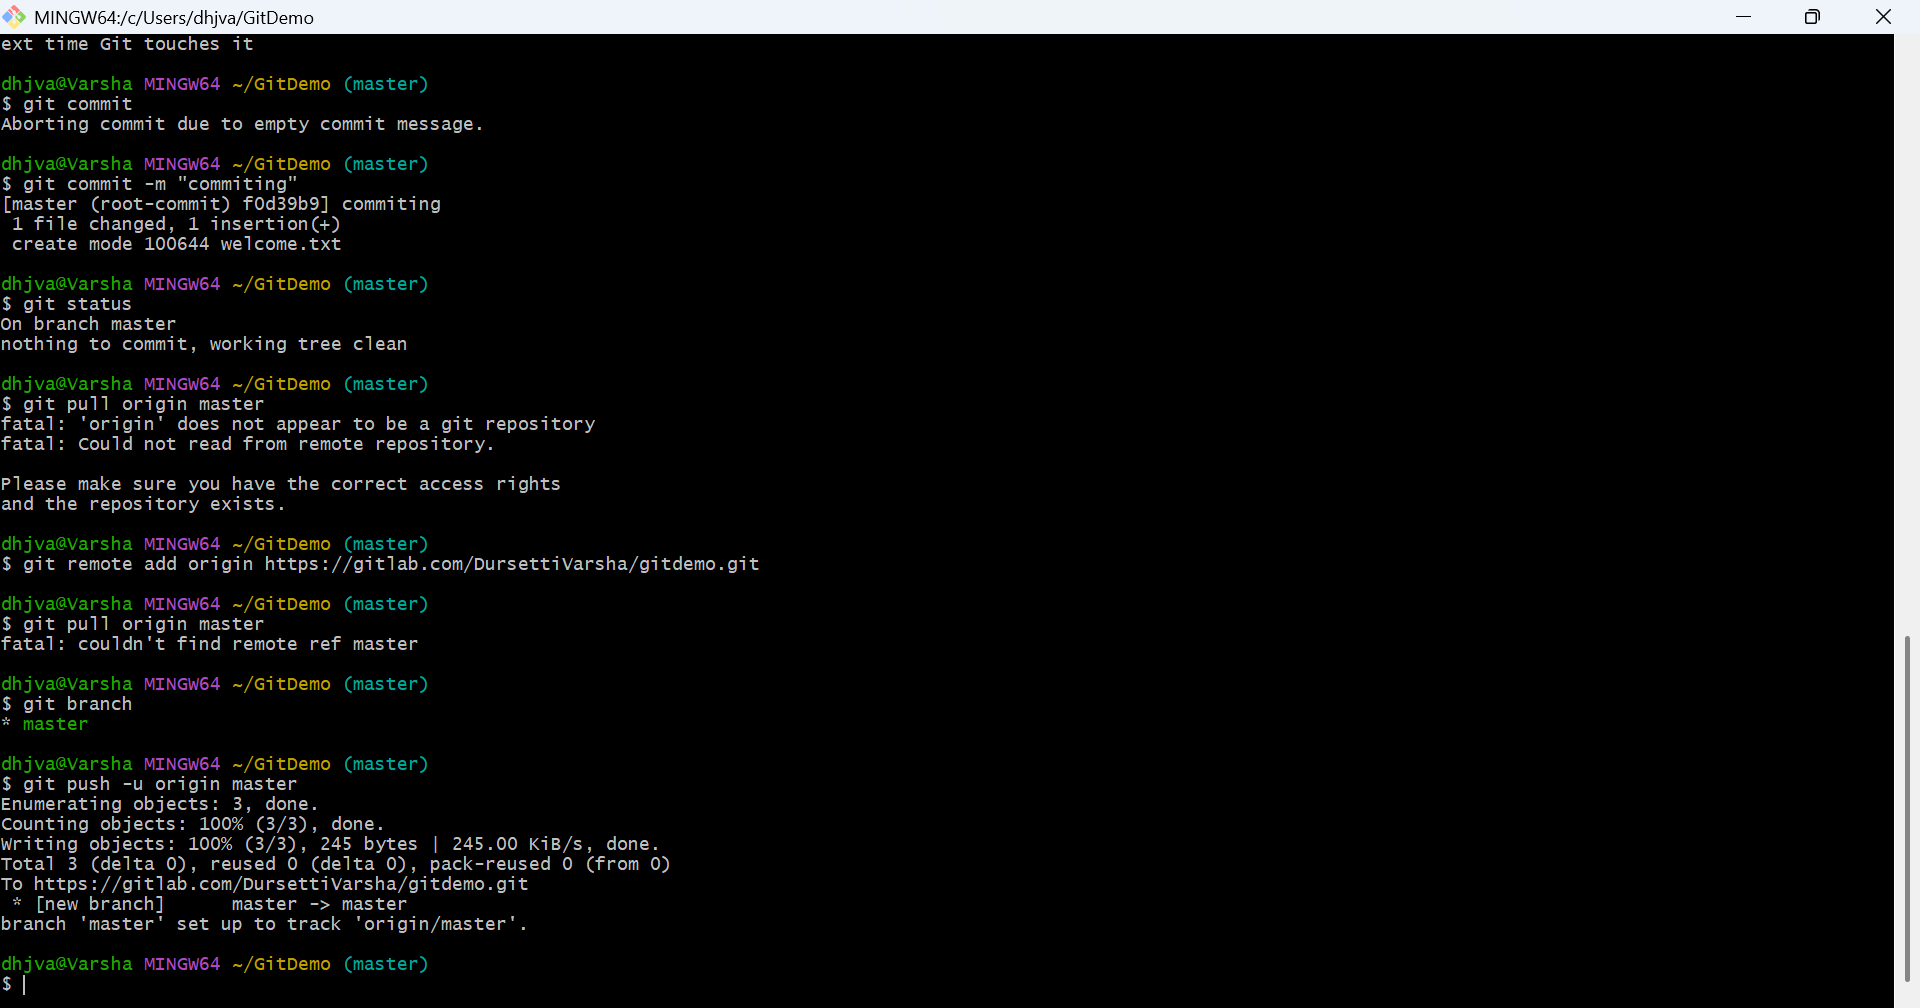 MINGW64:/c/Users/dhjva/GitDemo
ext time Git touches it
dhjva@Varsha MINGW64 ~/GitDemo (master)
$ git commit
Aborting commit due to empty commit message.
dhjva@Varsha MINGW64 ~/GitDemo (master)
$ git commit -m "commiting"
[master (root-commit) f0d39b9] commiting
 1 file changed, 1 insertion(+)
 create mode 100644 welcome.txt
dhjva@Varsha MINGW64 ~/GitDemo (master)
$ git status
On branch master
nothing to commit, working tree clean
dhjva@Varsha MINGW64 ~/GitDemo (master)
$ git pull origin master
fatal: 'origin' does not appear to be a git repository
fatal: Could not read from remote repository.
Please make sure you have the correct access rights
and the repository exists.
dhjva@Varsha MINGW64 ~/GitDemo (master)
$ git remote add origin https://gitlab.com/DursettiVarsha/gitdemo.git
dhjva@Varsha MINGW64 ~/GitDemo (master)
$ git pull origin master
fatal: couldn't find remote ref master
dhjva@Varsha MINGW64 ~/GitDemo (master)
$ git branch
* master
dhjva@Varsha MINGW64 ~/GitDemo (master)
$ git push -u origin master
Enumerating objects: 3, done.
Counting objects: 100% (3/3), done.
Writing objects: 100% (3/3), 245 bytes | 245.00 KiB/s, done.
Total 3 (delta 0), reused 0 (delta 0), pack-reused 0 (from 0)
To https://gitlab.com/DursettiVarsha/gitdemo.git
 * [new branch]      master -> master
branch 'master' set up to track 'origin/master'.
dhjva@Varsha MINGW64 ~/GitDemo (master)
$